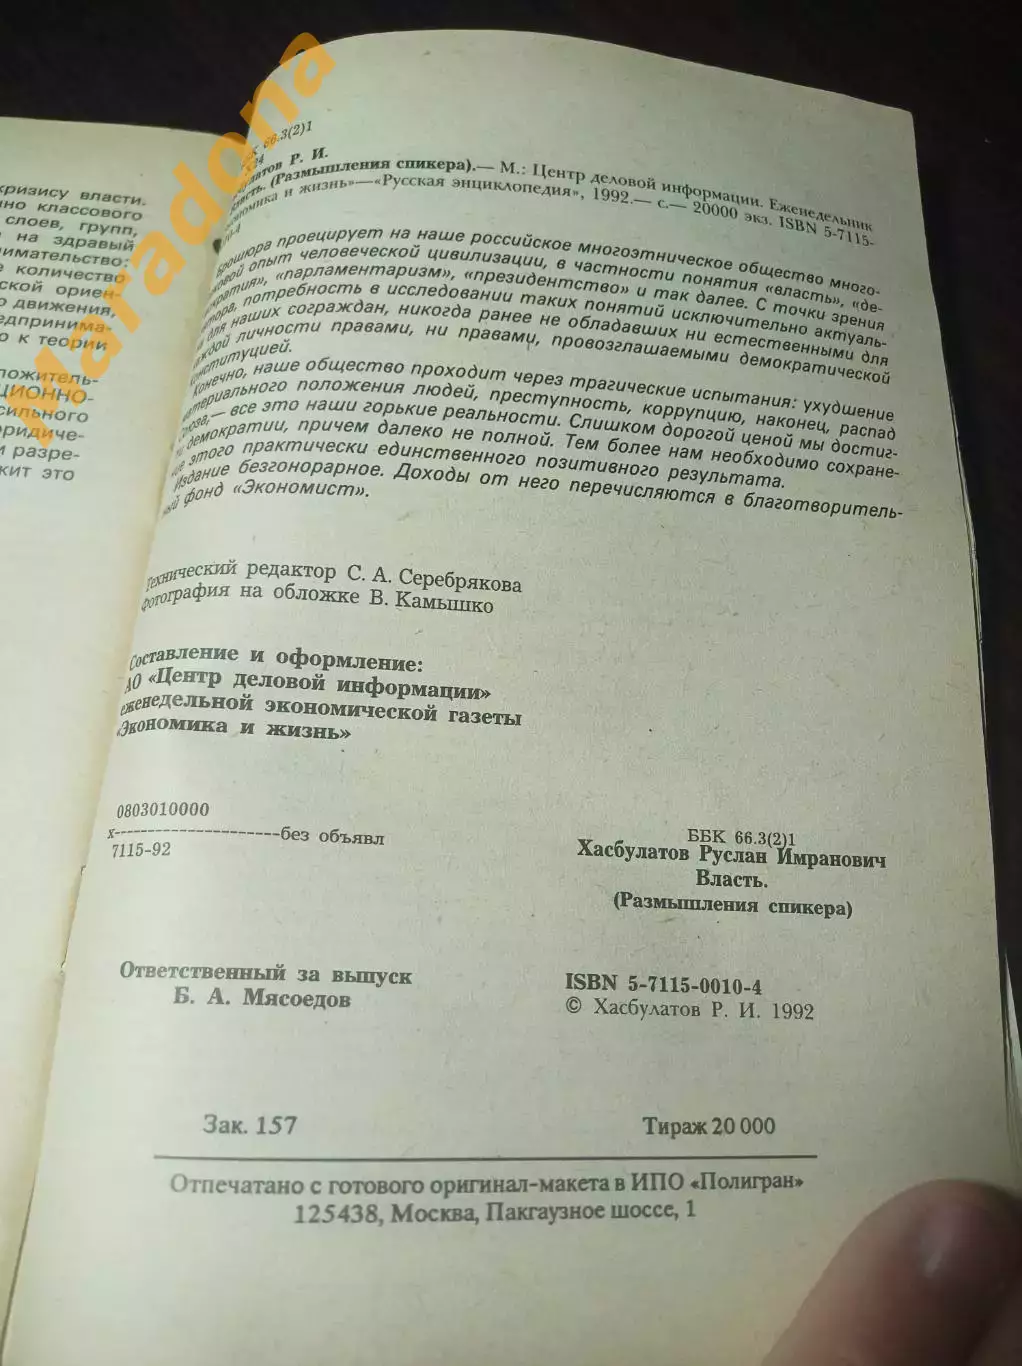 Maradona
кризису власти.
но классового
слоев, групп,
на здравый
нимательство:
е количество
ской ориен-
о движения,
едпринима-
о к теории
ложитель-
ЦИОННО-
сильного
юридиче-
и разре-
жит это
66.3(2)1
Р. И.
(Размышления спикера).— М.: Центр деловой информации. Еженедельник
и жизнь»—«Русская энциклопедия», 1992.— с.— 20000 экз. ISBN 5-7115-
Брошюра проецирует на наше российское многоэтническое общество много-
опыт человеческой цивилизации, в частности понятия «власть», «де-
«парламентаризм», «президентство» и так далее. С точки зрения
потребность в исследовании таких понятий исключительно актуаль-
для наших сограждан, никогда ранее не обладавших ни естественными для
личности правами, ни правами, провозглашаемыми демократической
Конституцией.
Конечно, наше общество проходит через трагические испытания: ухудшение
материального положения людей, преступность, коррупцию, наконец, распад
Союза,— все это наши горькие реальности. Слишком дорогой ценой мы достиг-
ли демократии, причем далеко не полной. Тем более нам необходимо сохране-
ние этого практически единственного позитивного результата.
Издание безгонорарное. Доходы от него перечисляются в благотворитель-
ный фонд «Экономист».
Технический редактор С. А. Серебрякова
Фотография на обложке В. Камышко
Составление и оформление:
АО «Центр деловой информации»
еженедельной экономической газеты
«Экономика и жизнь»
0803010000
х---------------------без объявл
7115-92
ББК 66.3(2)1
Хасбулатов Руслан Имранович
Власть.
(Размышления спикера)
Ответственный за выпуск
Б. А. Мясоедов
ISBN 5-7115-0010-4
© Хасбулатов Р. И. 1992
Зак. 157
Тираж 20 000
Отпечатано с готового оригинал-макета в ИПО «Полигран»
125438, Москва, Пакгаузное шоссе, 1